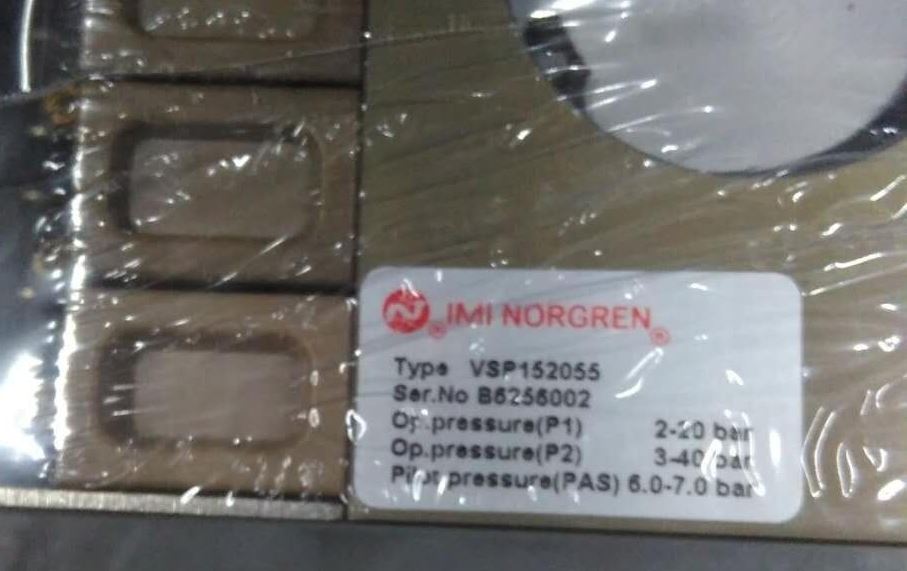 IMI NORGREN
Type VSP152055
Ser.No B6256002
Op.pressure(P1) 2-20 bar
Op.pressure(P2) 3-40 bar
Pilot pressure(PAS) 6.0-7.0 bar